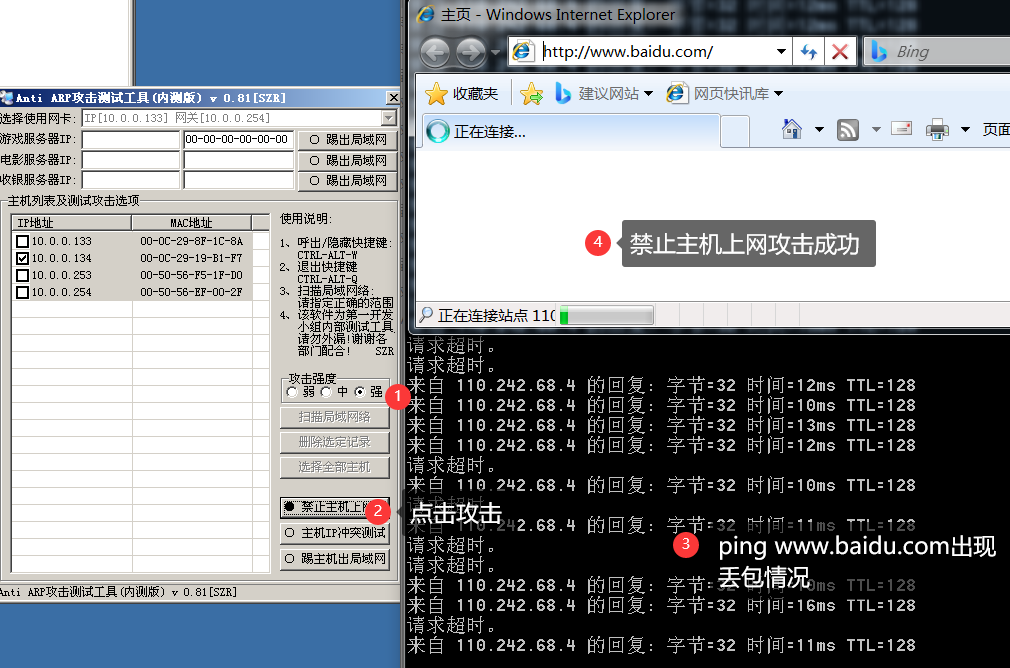 主页 - Windows Internet Explorer
http://www.baidu.com/
Bing
收藏夹
建议网站
网页快讯库
正在连接...
页面
4
禁止主机上网攻击成功
正在连接站点 110
Anti ARP攻击测试工具(内测版) v 0.81[SZR]
选择使用网卡:
IP[10.0.0.133] 网关[10.0.0.254]
游戏服务器IP:
00-00-00-00-00-00
踢出局域网
电影服务器IP:
踢出局域网
收银服务器IP:
踢出局域网
主机列表及测试攻击选项
IP地址 MAC地址
10.0.0.133 00-0C-29-8F-1C-8A
10.0.0.134 00-0C-29-19-B1-F7
10.0.0.253 00-50-56-F5-1F-D0
10.0.0.254 00-50-56-EF-00-2F
使用说明:
1、呼出/隐藏快捷键:
CTRL-ALT-W
2、退出快捷键
CTRL-ALT-Q
3、扫描局域网络:
请指定正确的范围
4、该软件为第一开发
小组内部测试工具
请勿外漏!谢谢各
部门配合! SZR
攻击强度
弱 中 强
1
扫描局域网络
删除选定记录
选择全部主机
禁止主机上
2
点击攻击
主机IP冲突测试
踢主机出局域网
Anti ARP攻击测试工具(内测版) v 0.81[SZR]
请求超时。
请求超时。
来自 110.242.68.4 的回复: 字节=32 时间=12ms TTL=128
来自 110.242.68.4 的回复: 字节=32 时间=10ms TTL=128
来自 110.242.68.4 的回复: 字节=32 时间=13ms TTL=128
来自 110.242.68.4 的回复: 字节=32 时间=12ms TTL=128
请求超时。
来自 110.242.68.4 的回复: 字节=32 时间=10ms TTL=128
请求超时。
来自 110.242.68.4 的回复: 字节=32 时间=11ms TTL=128
请求超时。
请求超时。
3
ping www.baidu.com出现
丢包情况
来自 110.242.68.4 的回复: 字节=32 TTL=128
来自 110.242.68.4 的回复: 字节=32 时间=16ms TTL=128
请求超时。
来自 110.242.68.4 的回复: 字节=32 时间=11ms TTL=128